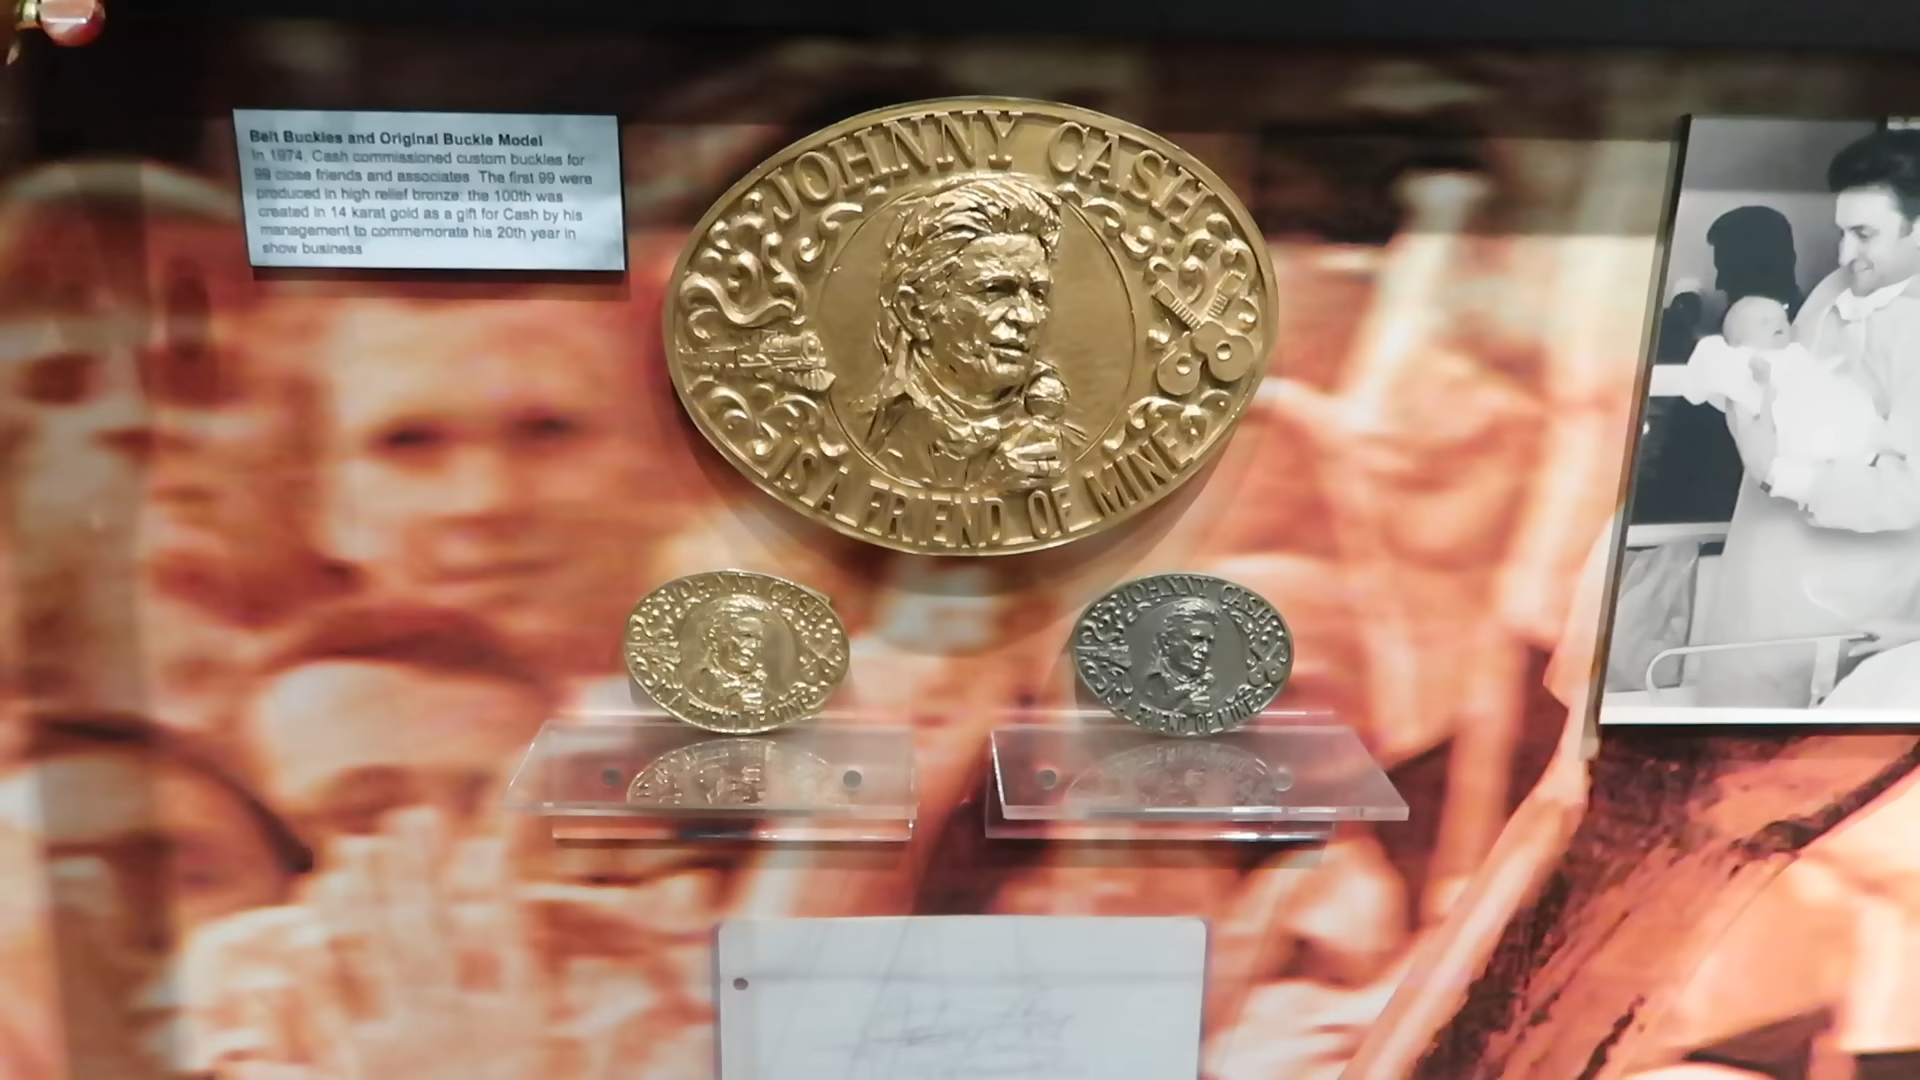 Belt Buckles and Original Buckle Model
In 1974, Cash commissioned custom buckles for
99 close friends and associates. The first 99 were
produced in high relief bronze; the 100th was
created in 14 karat gold as a gift for Cash by his
management to commemorate his 20th year in
show business
JOHNNY CASH
IS A FRIEND OF MINE
JOHNNY CASH
FRIEND OF MINE
JOHNNY CASH
A FRIEND OF MINE